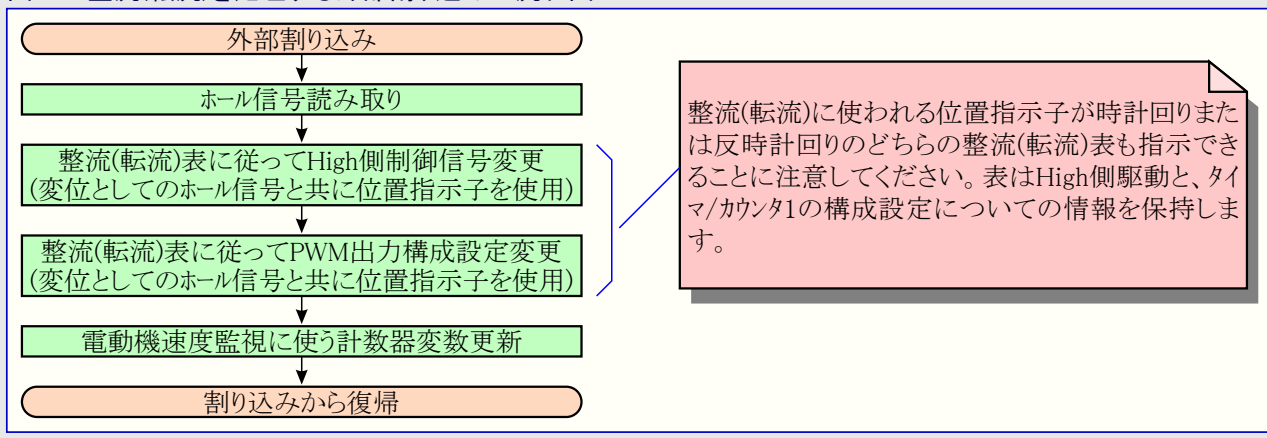 外部割り込み
ﾎｰﾙ信号読み取り
整流(転流)表に従ってHigh側制御信号変更
(変位としてのﾎｰﾙ信号と共に位置指示子を使用)
整流(転流)表に従ってPWM出力構成設定変更
(変位としてのﾎｰﾙ信号と共に位置指示子を使用)
電動機速度監視に使う計数器変数更新
割り込みから復帰
整流(転流)に使われる位置指示子が時計回りまた
は反時計回りのどちらの整流(転流)表も指示でき
ることに注意してください。表はHigh側駆動と、ﾀｲ
ﾏ/ｶｳﾝﾀ1の構成設定についての情報を保持しま
す。